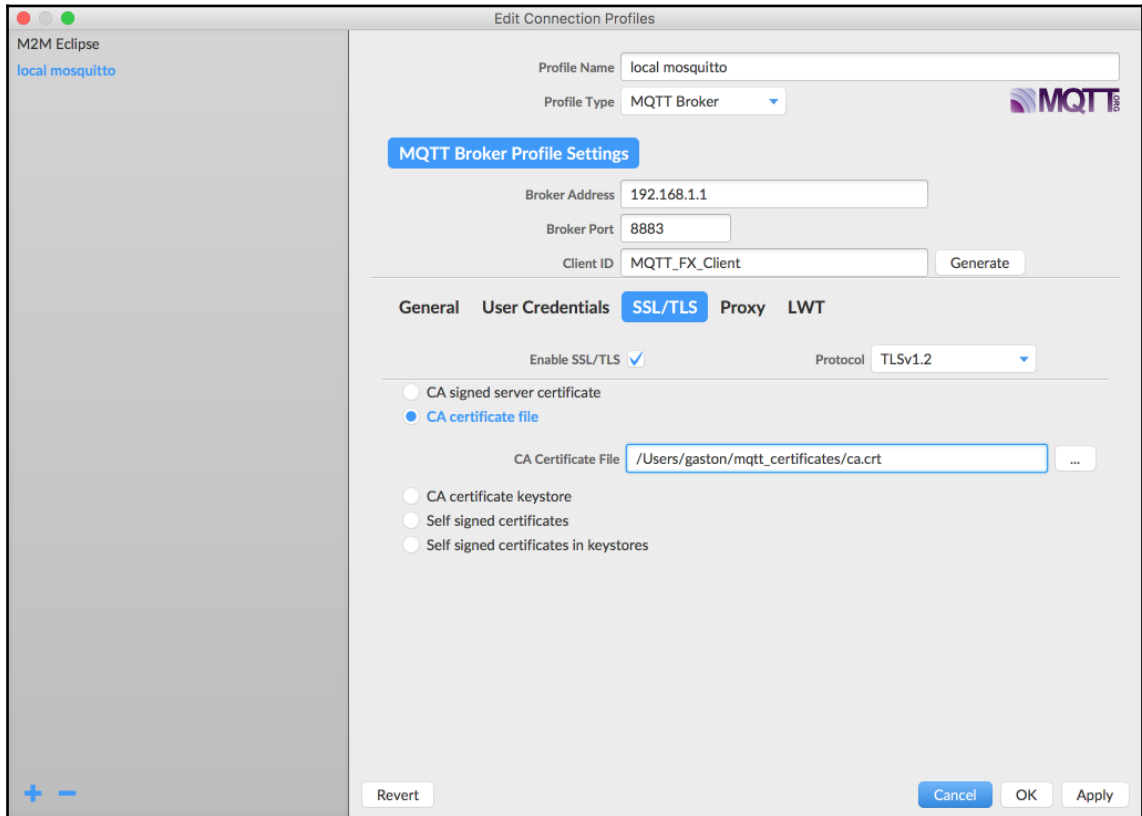 Edit Connection Profiles
M2M Eclipse
local mosquitto
Profile Name local mosquitto
Profile Type MQTT Broker
MQTT.ORG
MQTT Broker Profile Settings
Broker Address 192.168.1.1
Broker Port 8883
Client ID MQTT_FX_Client Generate
General User Credentials SSL/TLS Proxy LWT
Enable SSL/TLS Protocol TLSv1.2
CA signed server certificate
CA certificate file
CA Certificate File /Users/gaston/mqtt_certificates/ca.crt ...
CA certificate keystore
Self signed certificates
Self signed certificates in keystores
Revert Cancel OK Apply